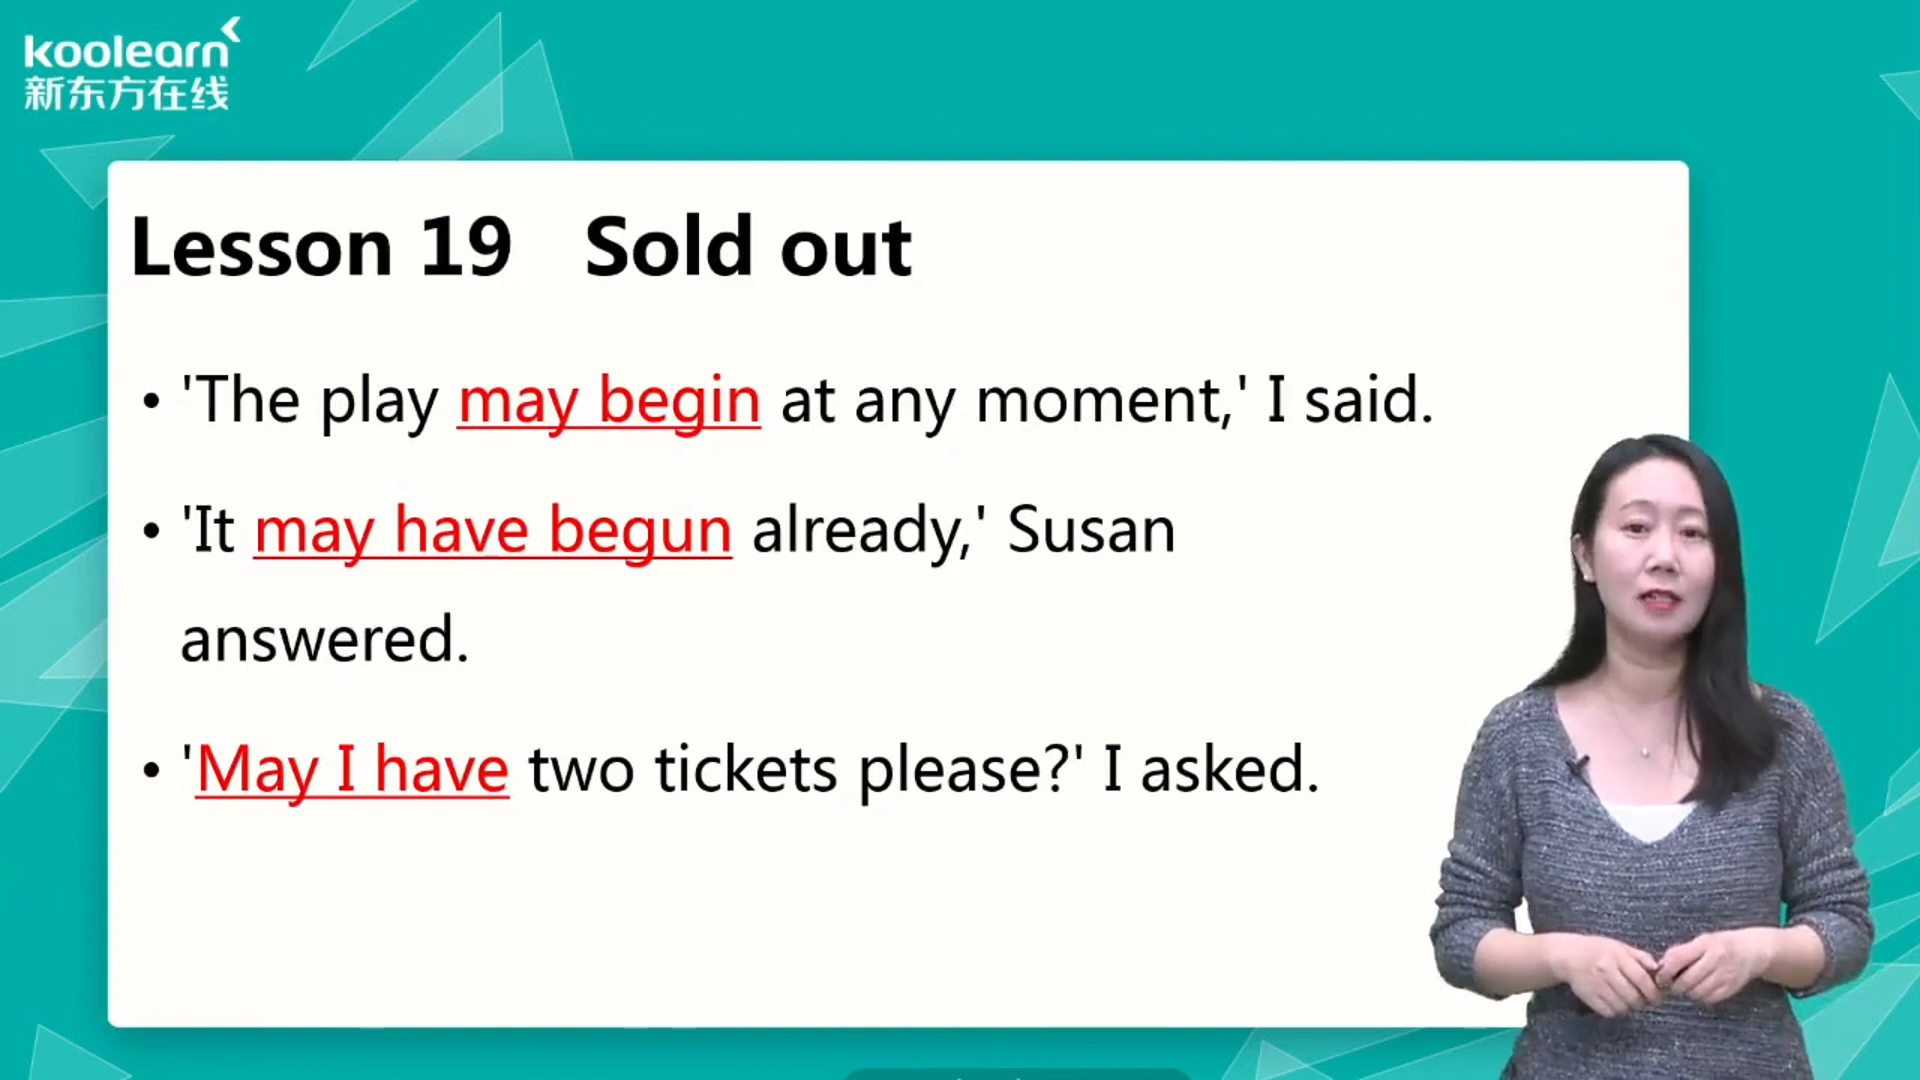 koolearn
新东方在线
Lesson 19 Sold out
• 'The play may begin at any moment,' I said.
• 'It may have begun already,' Susan
answered.
• 'May I have two tickets please?' I asked.